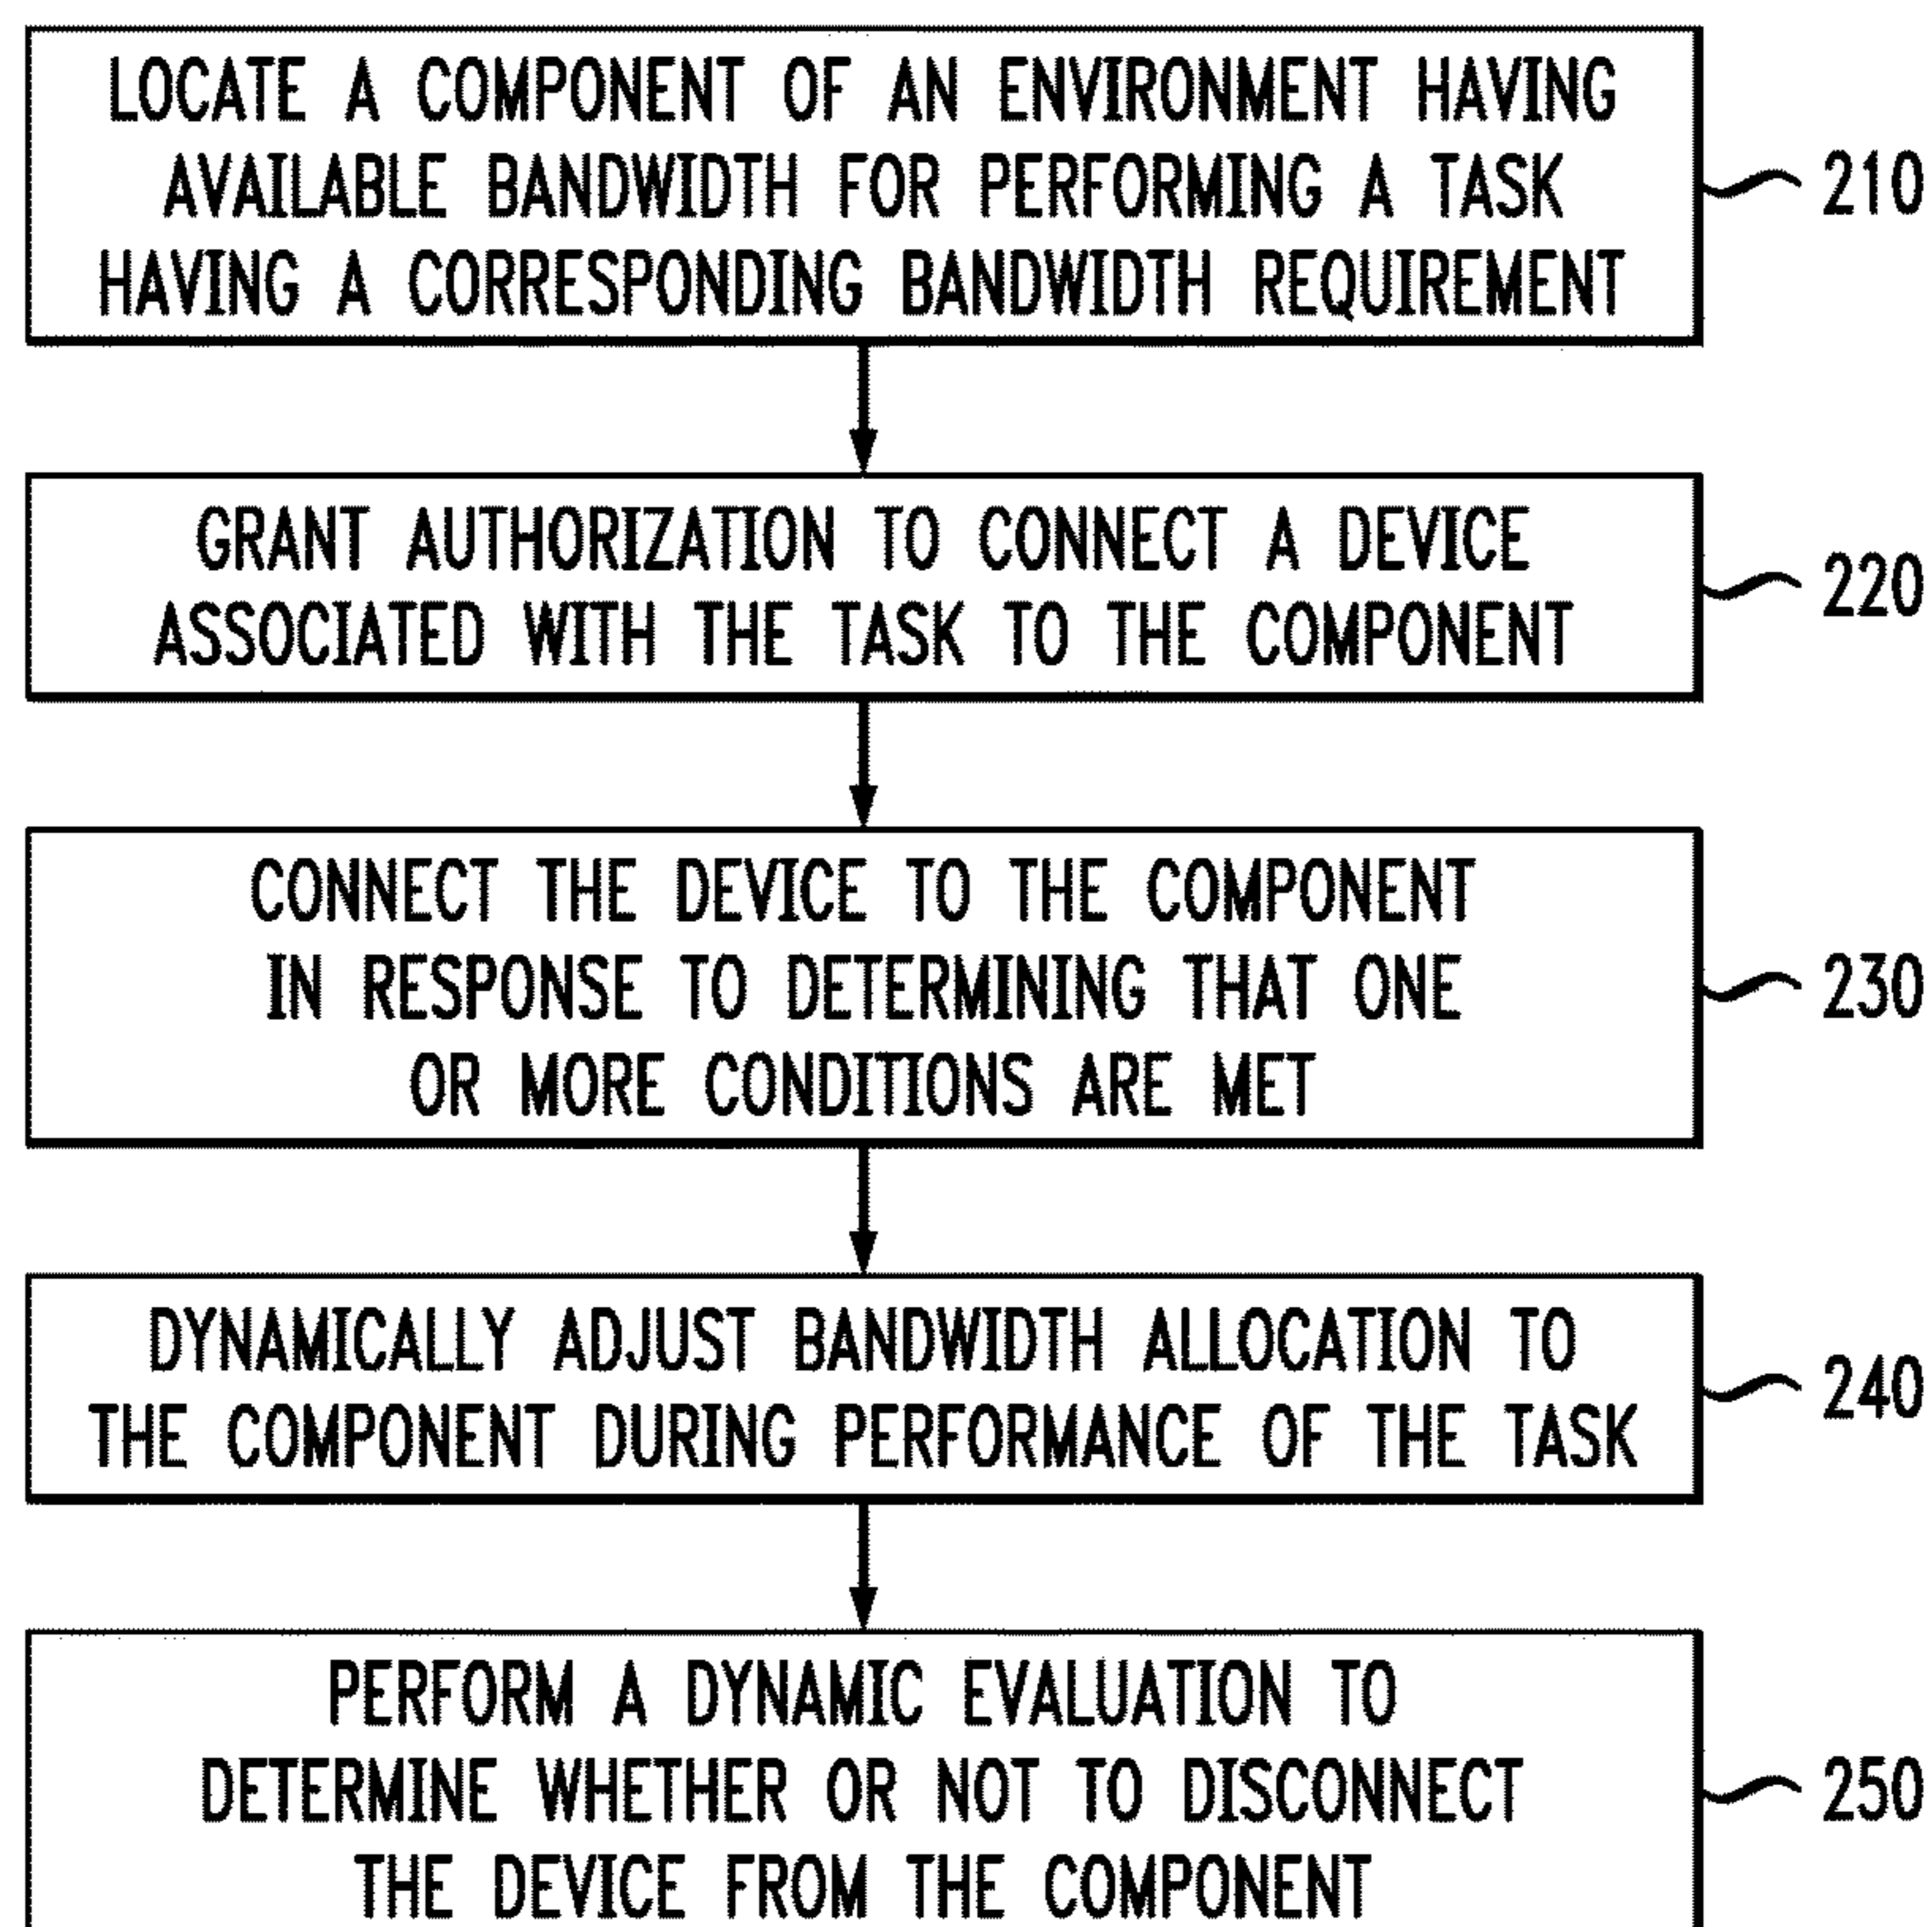 LOCATE A COMPONENT OF AN ENVIRONMENT HAVING
AVAILABLE BANDWIDTH FOR PERFORMING A TASK
HAVING A CORRESPONDING BANDWIDTH REQUIREMENT
210
GRANT AUTHORIZATION TO CONNECT A DEVICE
ASSOCIATED WITH THE TASK TO THE COMPONENT
220
CONNECT THE DEVICE TO THE COMPONENT
IN RESPONSE TO DETERMINING THAT ONE
OR MORE CONDITIONS ARE MET
230
DYNAMICALLY ADJUST BANDWIDTH ALLOCATION TO
THE COMPONENT DURING PERFORMANCE OF THE TASK
240
PERFORM A DYNAMIC EVALUATION TO
DETERMINE WHETHER OR NOT TO DISCONNECT
THE DEVICE FROM THE COMPONENT
250